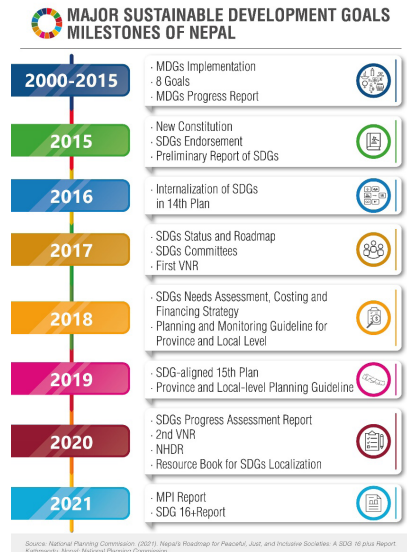 MAJOR SUSTAINABLE DEVELOPMENT GOALS
MILESTONES OF NEPAL
2000-2015
· MDGs Implementation
· 8 Goals
· MDGs Progress Report
2015
· New Constitution
· SDGs Endorsement
· Preliminary Report of SDGs
2016
· Internalization of SDGs
in 14th Plan
2017
· SDGs Status and Roadmap
· SDGs Committees
· First VNR
2018
· SDGs Needs Assessment, Costing and
Financing Strategy
· Planning and Monitoring Guideline for
Province and Local Level
2019
· SDG-aligned 15th Plan
· Province and Local-level Planning Guideline
2020
· SDGs Progress Assessment Report
· 2nd VNR
· NHDR
· Resource Book for SDGs Localization
2021
· MPI Report
· SDG 16+Report
Source: National Planning Commission. (2021). Nepal's Roadmap for Peaceful, Just, and Inclusive Societies: A SDG 16 plus Report
Kathmandu, Nepal: National Planning Commission